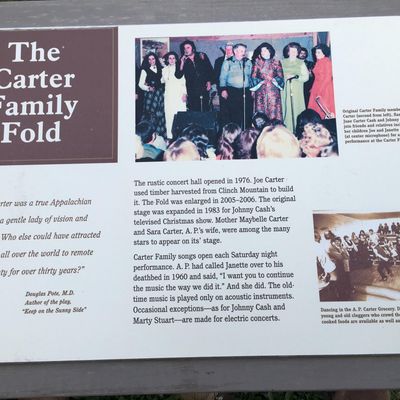 The
Carter
Family
Fold
arter was a true Appalachian
a gentle lady of vision and
Who else could have attracted
all over the world to remote
ty for over thirty years?"
Douglas Pote, M.D.
Author of the play,
"Keep on the Sunny Side"
The rustic concert hall opened in 1976. Joe Carter
used timber harvested from Clinch Mountain to build
it. The Fold was enlarged in 2005–2006. The original
stage was expanded in 1983 for Johnny Cash's
televised Christmas show. Mother Maybelle Carter
and Sara Carter, A. P.'s wife, were among the many
stars to appear on its' stage.
Carter Family songs open each Saturday night
performance. A. P. had called Janette over to his
deathbed in 1960 and said, "I want you to continue
the music the way we did it." And she did. The old-
time music is played only on acoustic instruments.
Occasional exceptions—as for Johnny Cash and
Marty Stuart—are made for electric concerts.
Original Carter Family mem
Carter (second from left), Sara
Joe Carter Cash and Johnny
join friends and relatives inc
her children Joe and Janette
(at center microphone) for a
performance at the Carter F
Dancing in the A. P. Carter Grocery. D
young and old cloggers who crowd the
cooked foods are available as well as